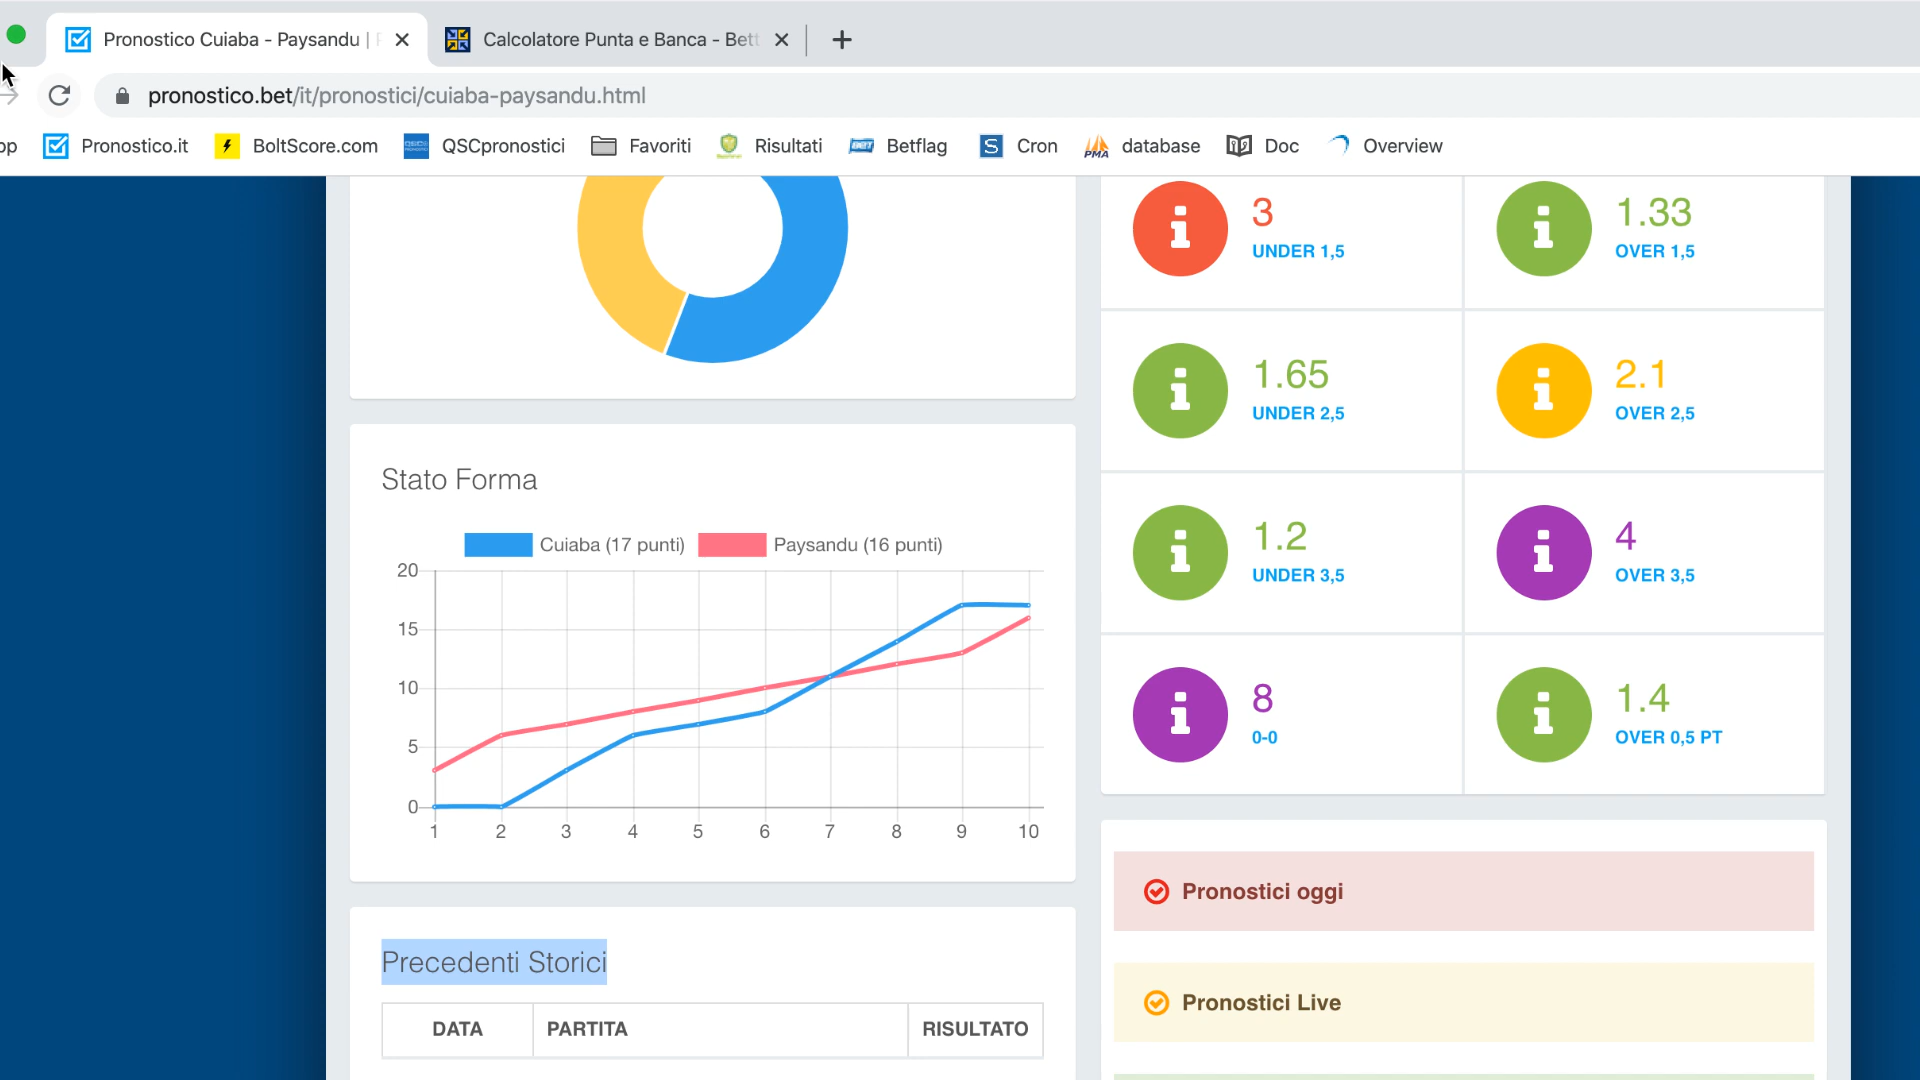 Pronostico Cuiaba - Paysandu |
Calcolatore Punta e Banca - Bett
pronostico.bet/it/pronostici/cuiaba-paysandu.html
op
Pronostico.it
BoltScore.com
QSCpronostici
Favoriti
Risultati
Betflag
Cron
database
Doc
Overview
3
UNDER 1,5
1.33
OVER 1,5
1.65
UNDER 2,5
2.1
OVER 2,5
1.2
UNDER 3,5
4
OVER 3,5
8
0-0
1.4
OVER 0,5 PT
Stato Forma
Cuiaba (17 punti)
Paysandu (16 punti)
20
15
10
5
0
1 2 3 4 5 6 7 8 9 10
Precedenti Storici
DATA PARTITA RISULTATO
Pronostici oggi
Pronostici Live